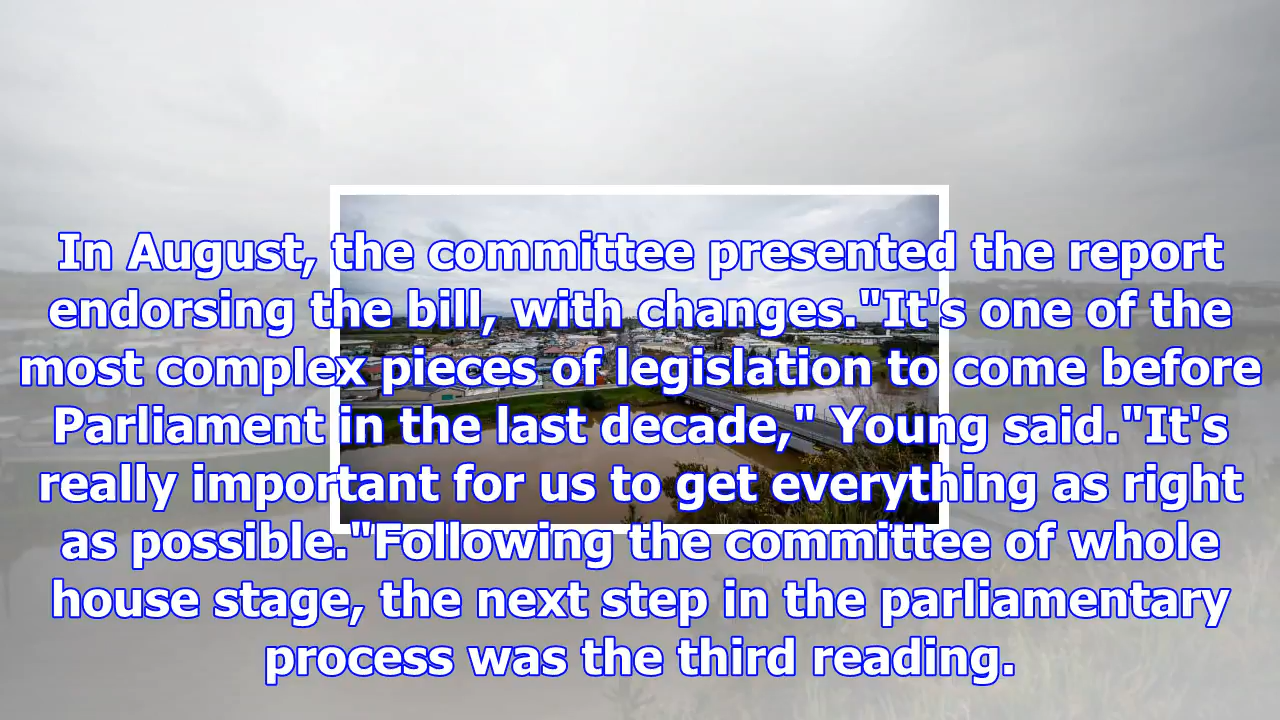 In August, the committee presented the report
endorsing the bill, with changes."It's one of the
most complex pieces of legislation to come before
Parliament in the last decade," Young said."It's
really important for us to get everything as right
as possible."Following the committee of whole
house stage, the next step in the parliamentary
process was the third reading.